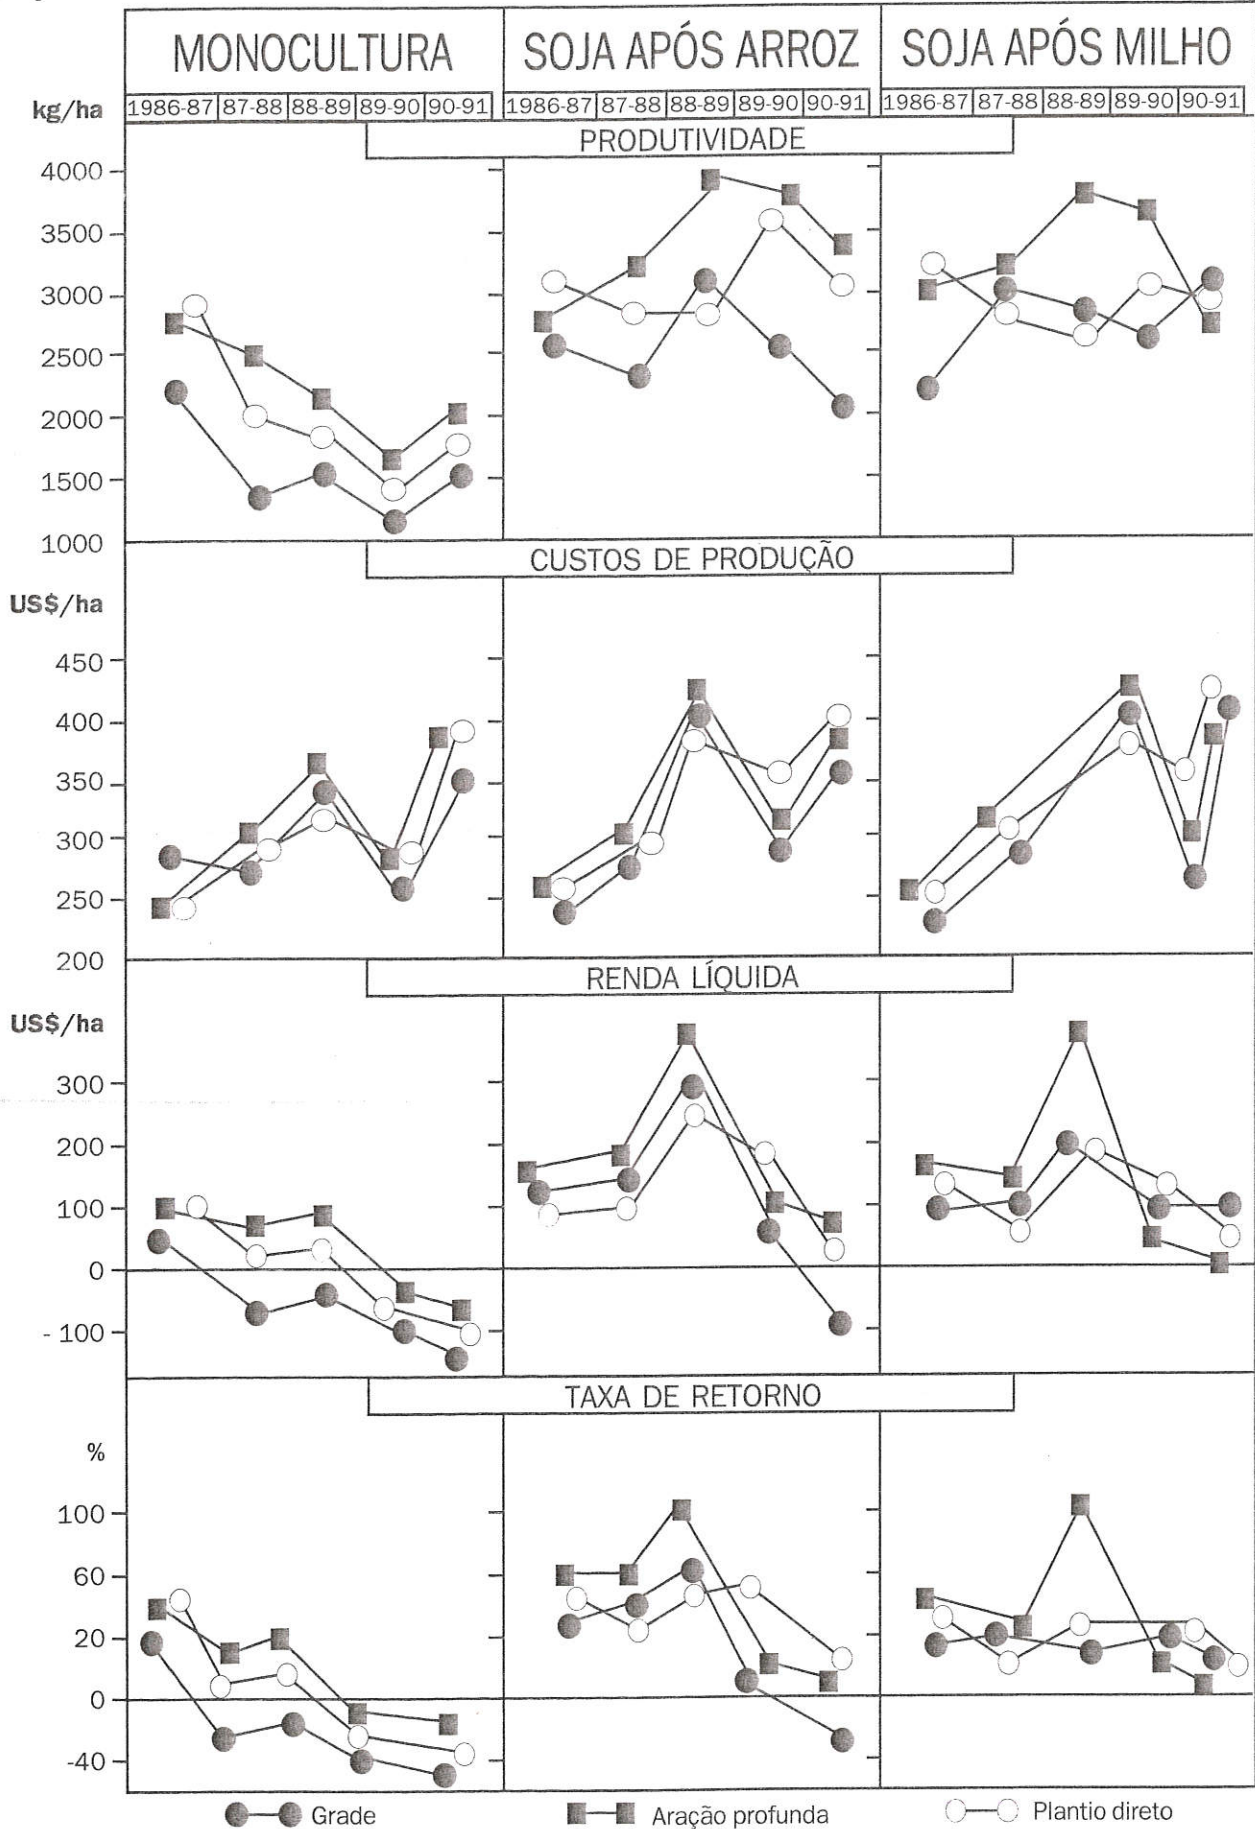 MONOCULTURA SOJA APÓS ARROZ SOJA APÓS MILHO
kg/ha 1986-87 87-88 88-89 89-90 90-91 1986-87 87-88 88-89 89-90 90-91 1986-87 87-88 88-89 89-90 90-91
PRODUTIVIDADE
4000
3500
3000
2500
2000
1500
1000
CUSTOS DE PRODUÇÃO
US$/ha
450
400
350
300
250
200
RENDA LÍQUIDA
US$/ha
300
200
100
0
- 100
TAXA DE RETORNO
%
100
60
20
0
-40
Grade Aração profunda Plantio direto